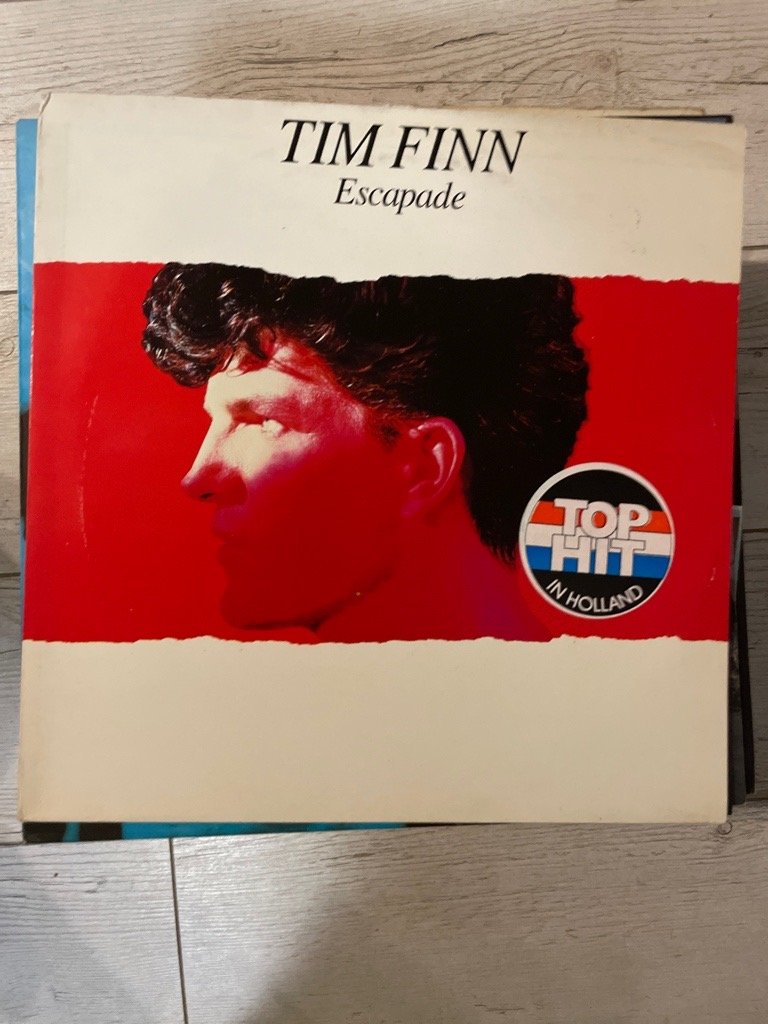 TIM FINN
Escapade
TOP
HIT
IN HOLLAND